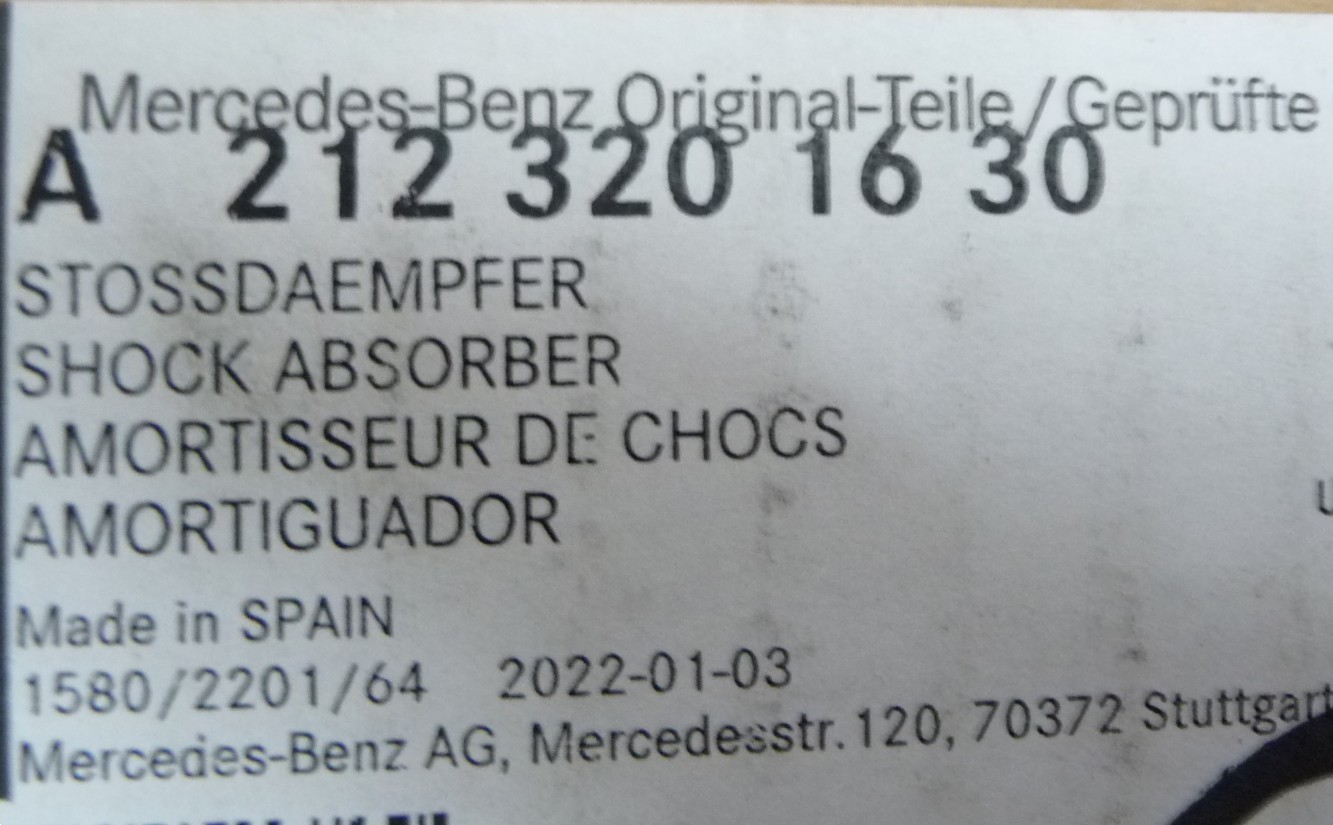 Mercedes-Benz Original-Teile/Geprüfte
A 212 320 16 30
STOSSDAEMPFER
SHOCK ABSORBER
AMORTISSEUR DE CHOCS
AMORTIGUADOR
Made in SPAIN
1580/2201/64 2022-01-03
Mercedes-Benz AG, Mercedesstr. 120, 70372 Stuttgart